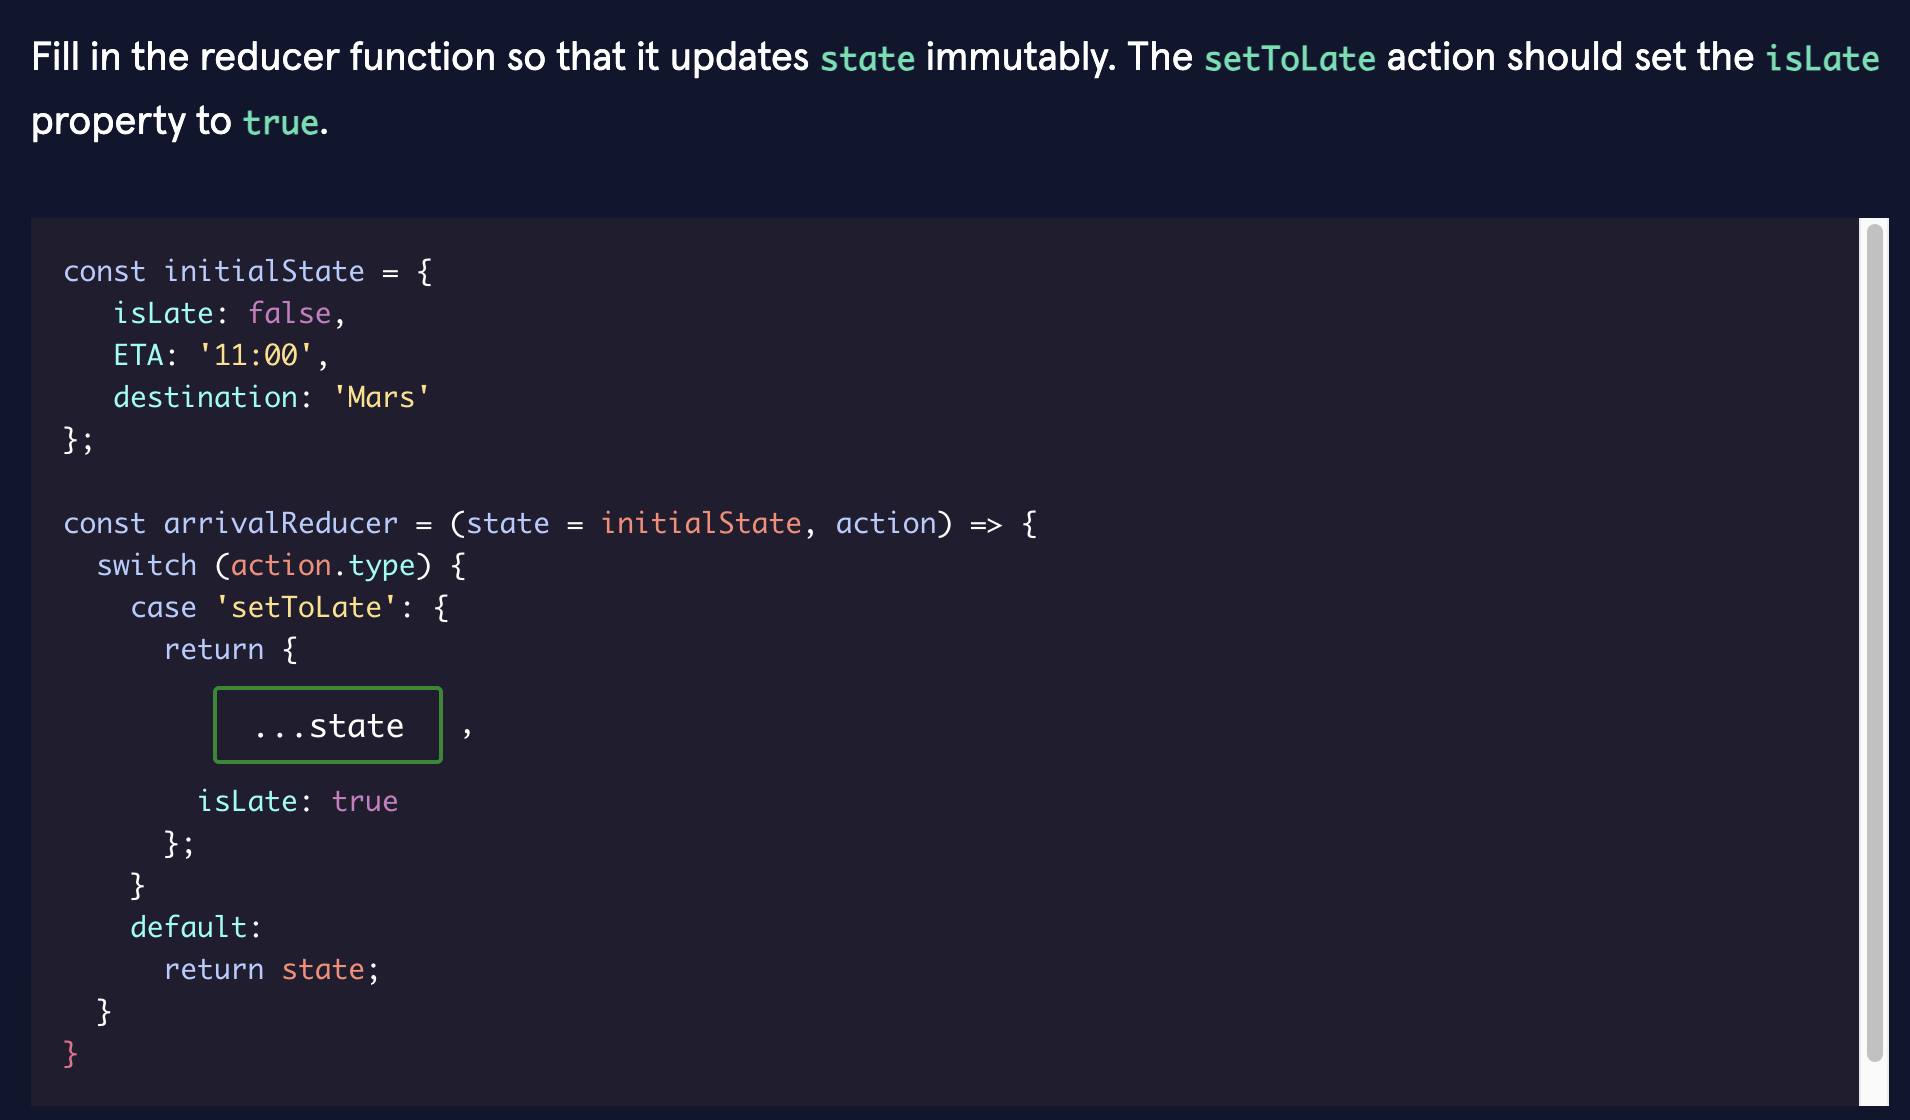 Fill in the reducer function so that it updates state immutably. The setToLate action should set the isLate
property to true.
const initialState = {
   isLate: false,
   ETA: '11:00',
   destination: 'Mars'
};
const arrivalReducer = (state = initialState, action) => {
  switch (action.type) {
    case 'setToLate': {
      return {
        ...state ,
        isLate: true
      };
    }
    default:
      return state;
  }
}